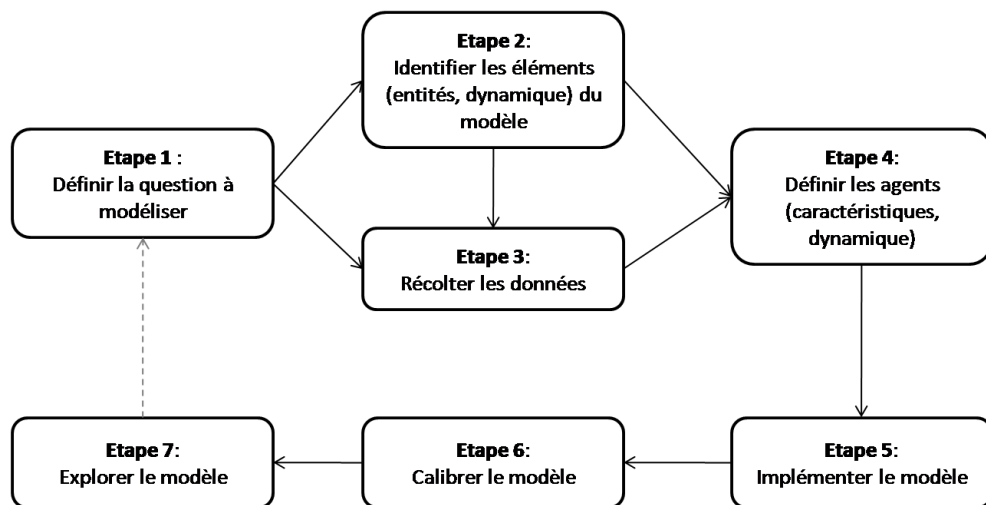 Etape 1 :
Définir la question à
modéliser
Etape 2:
Identifier les éléments
(entités, dynamique) du
modèle
Etape 3:
Récolter les données
Etape 4:
Définir les agents
(caractéristiques,
dynamique)
Etape 5:
Implémenter le modèle
Etape 6:
Calibrer le modèle
Etape 7:
Explorer le modèle